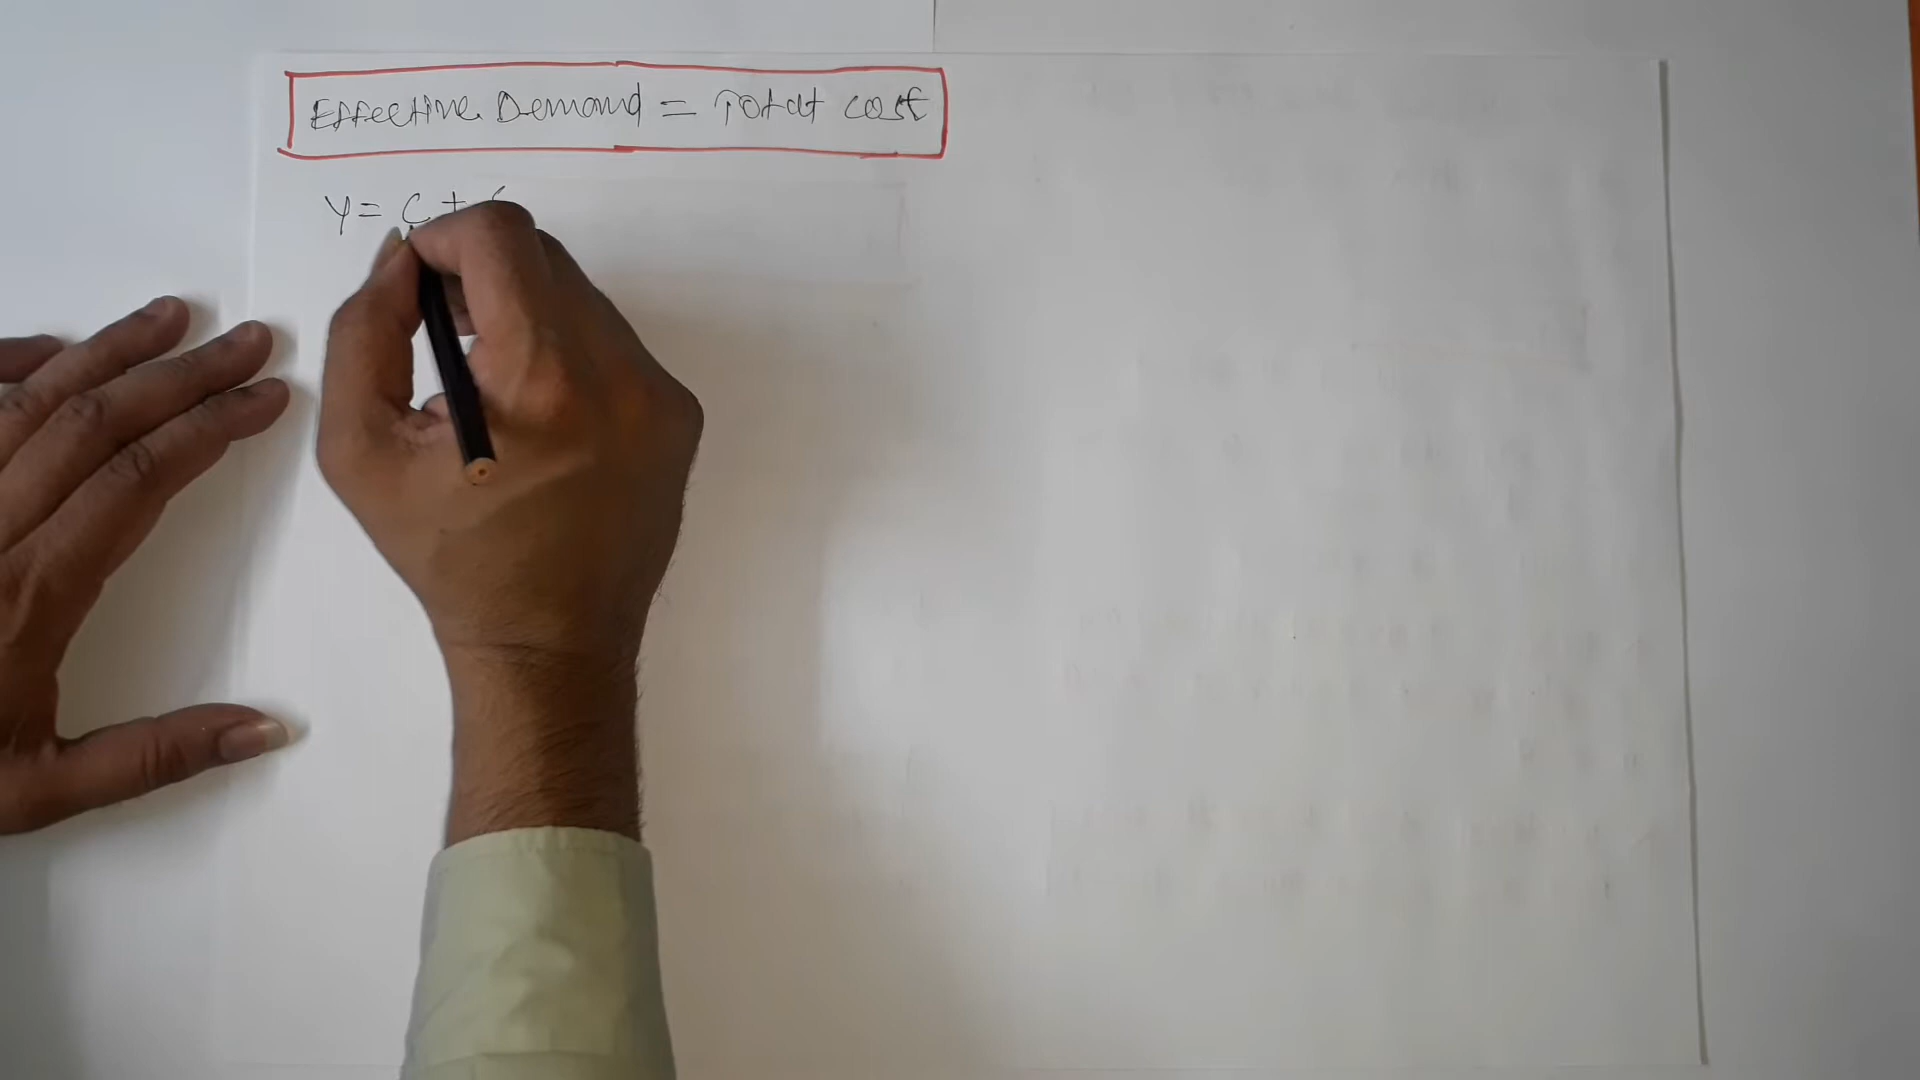 Effective Demand = Total cost
Y = C +